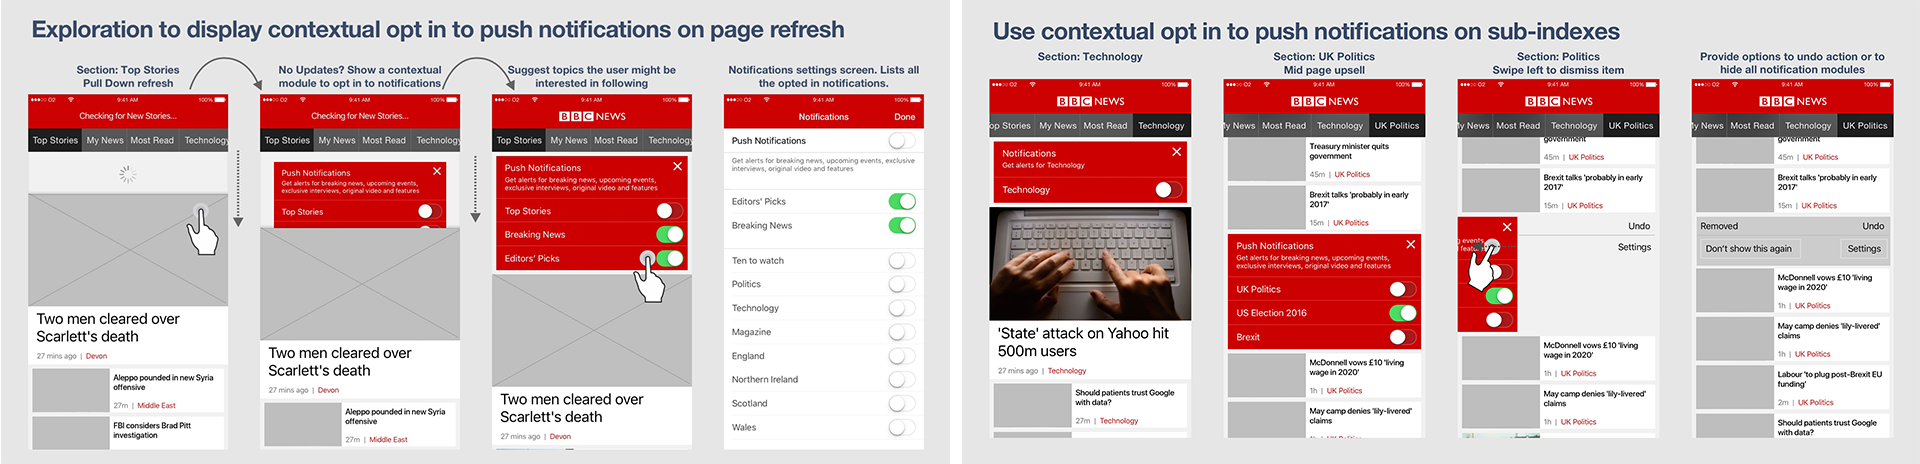 Exploration to display contextual opt in to push notifications on page refresh
Section: Top Stories
Pull Down refresh
9:41 AM
100%
Checking for New Stories...
Top Stories
My News
Most Read
Technology
Two men cleared over
Scarlett's death
27 mins ago | Devon
Aleppo pounded in new Syria
offensive
27m | Middle East
FBI considers Brad Pitt
investigation
No Updates? Show a contextual
module to opt in to notifications
9:41 AM
100%
Checking for New Stories...
Top Stories
My News
Most Read
Technology
Push Notifications
Get alerts for breaking news, upcoming events,
exclusive interviews, original video and features
Top Stories
Two men cleared over
Scarlett's death
27 mins ago | Devon
Aleppo pounded in new Syria
offensive
27m | Middle East
Suggest topics the user might be
interested in following
O2
9:41 AM
100%
BBC NEWS
Top Stories
My News
Most Read
Technology
Push Notifications
Get alerts for breaking news, upcoming events,
exclusive interviews, original video and features
Top Stories
Breaking News
Editors' Picks
Two men cleared over
Scarlett's death
27 mins ago | Devon
Notifications settings screen. Lists all
the opted in notifications.
O2
9:41 AM
100%
Notifications
Done
Push Notifications
Get alerts for breaking news, upcoming events, exclusive
interviews, original video and features
Editors' Picks
Breaking News
Ten to watch
Politics
Technology
Magazine
England
Northern Ireland
Scotland
Wales
Use contextual opt in to push notifications on sub-indexes
Section: Technology
O2
9:41 AM
100%
BBC NEWS
op Stories
My News
Most Read
Technology
Notifications
Get alerts for Technology
Technology
'State' attack on Yahoo hit
500m users
27 mins ago | Technology
Should patients trust Google
with data?
27m | Technology
Section: UK Politics
Mid page upsell
O2
9:41 AM
100%
BBC NEWS
y News
Most Read
Technology
UK Politics
Treasury minister quits
government
45m | UK Politics
Brexit talks 'probably in early
2017'
15m | UK Politics
Push Notifications
Get alerts for breaking news, upcoming events,
exclusive interviews, original video and features
UK Politics
US Election 2016
Brexit
McDonnell vows £10 'living
wage in 2020'
1h | UK Politics
May camp denies 'lily-livered'
claims
Section: Politics
Swipe left to dismiss item
O2
9:41 AM
100%
BBC NEWS
y News
Most Read
Technology
UK Politics
government
45m | UK Politics
Brexit talks 'probably in early
2017'
15m | UK Politics
g events,
d featur
Undo
Settings
McDonnell vows £10 'living
wage in 2020'
1h | UK Politics
May camp denies 'lily-livered'
claims
1h | UK Politics
Provide options to undo action or to
hide all notification modules
O2
9:41 AM
100%
BBC NEWS
y News
Most Read
Technology
UK Politics
government
45m | UK Politics
Brexit talks 'probably in early
2017'
15m | UK Politics
Removed
Undo
Don't show this again
Settings
McDonnell vows £10 'living
wage in 2020'
1h | UK Politics
May camp denies 'lily-livered'
claims
1h | UK Politics
Labour 'to plug post-Brexit EU
funding'
2m | UK Politics
Should patients trust Google
with data?